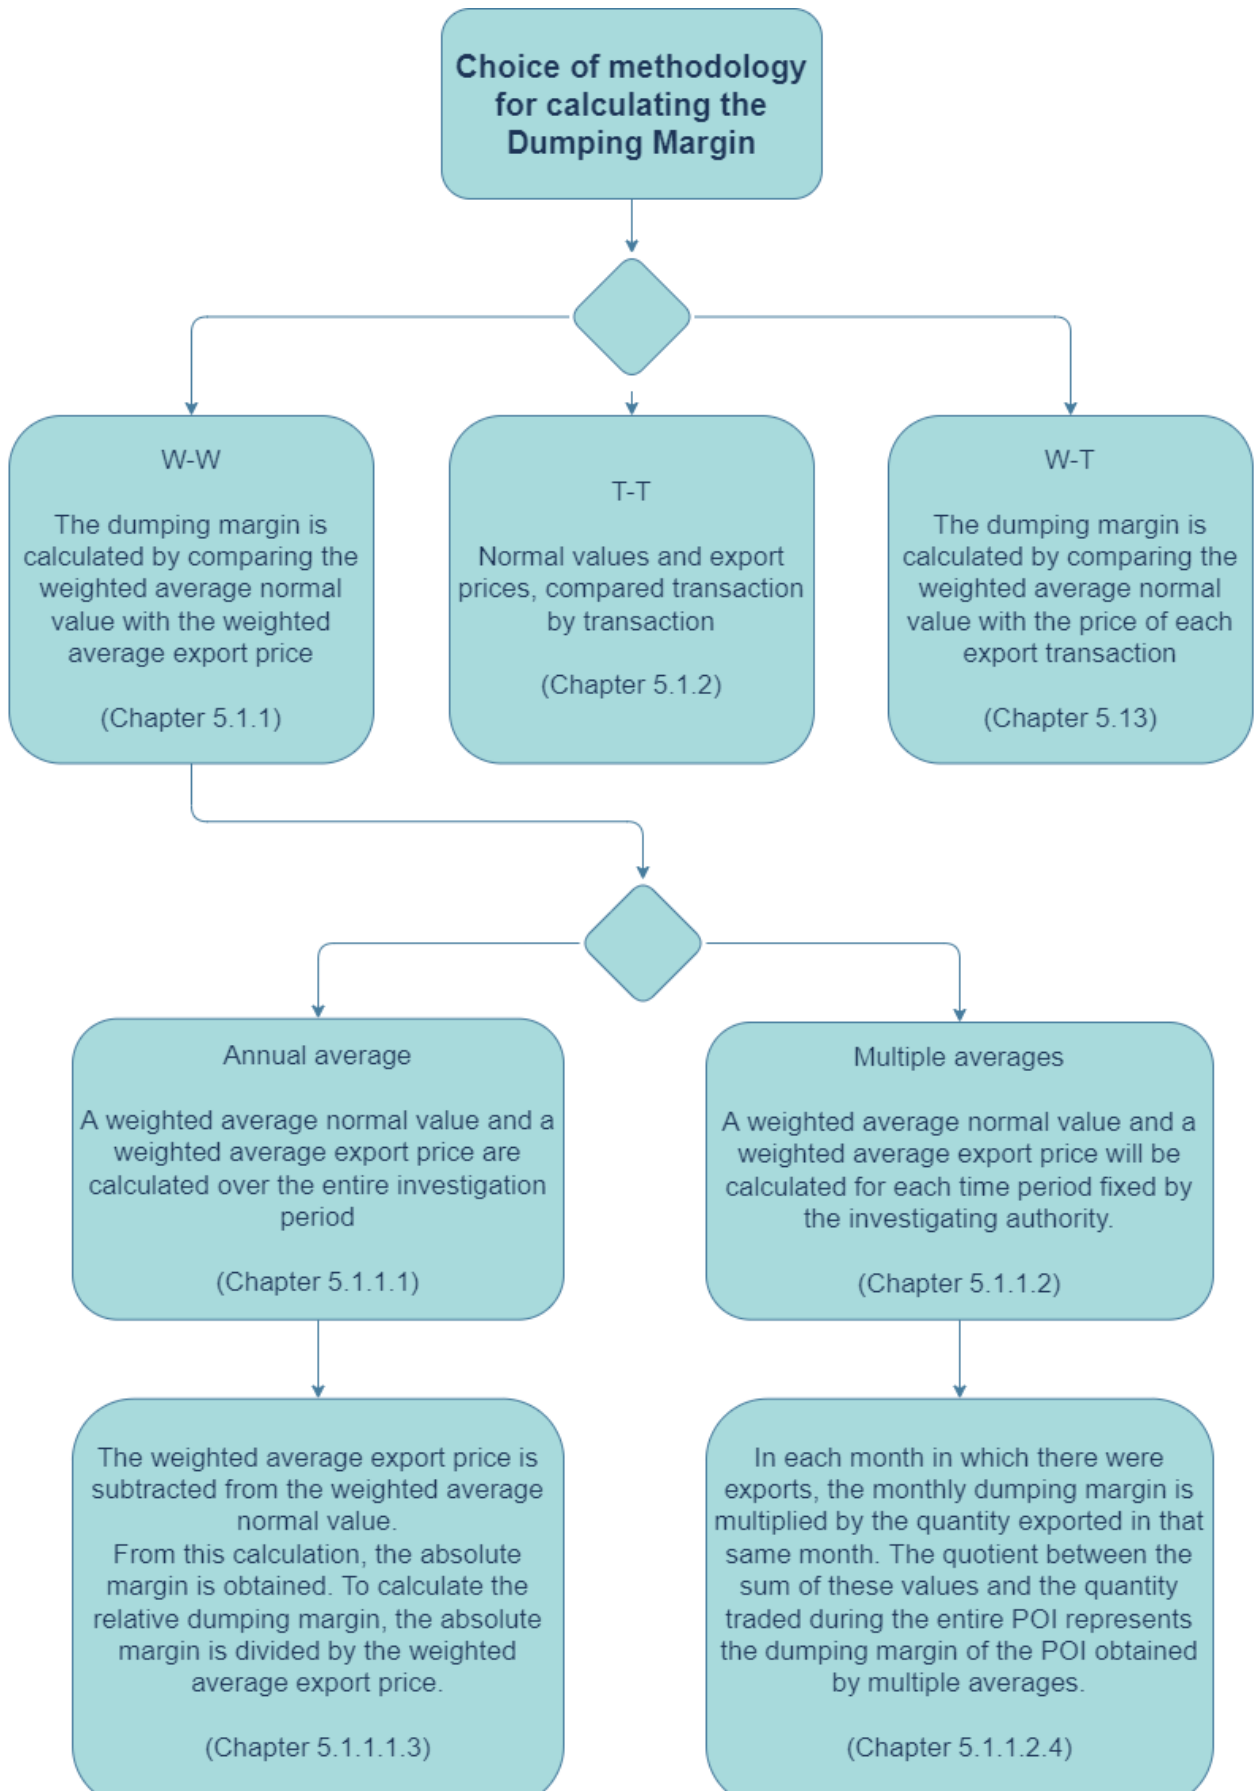 Choice of methodology
for calculating the
Dumping Margin
W-W
The dumping margin is
calculated by comparing the
weighted average normal
value with the weighted
average export price
(Chapter 5.1.1)
T-T
Normal values and export
prices, compared transaction
by transaction
(Chapter 5.1.2)
W-T
The dumping margin is
calculated by comparing the
weighted average normal
value with the price of each
export transaction
(Chapter 5.13)
Annual average
A weighted average normal value and a
weighted average export price are
calculated over the entire investigation
period
(Chapter 5.1.1.1)
Multiple averages
A weighted average normal value and a
weighted average export price will be
calculated for each time period fixed by
the investigating authority.
(Chapter 5.1.1.2)
The weighted average export price is
subtracted from the weighted average
normal value.
From this calculation, the absolute
margin is obtained. To calculate the
relative dumping margin, the absolute
margin is divided by the weighted
average export price.
(Chapter 5.1.1.1.3)
In each month in which there were
exports, the monthly dumping margin is
multiplied by the quantity exported in that
same month. The quotient between the
sum of these values and the quantity
traded during the entire POI represents
the dumping margin of the POI obtained
by multiple averages.
(Chapter 5.1.1.2.4)